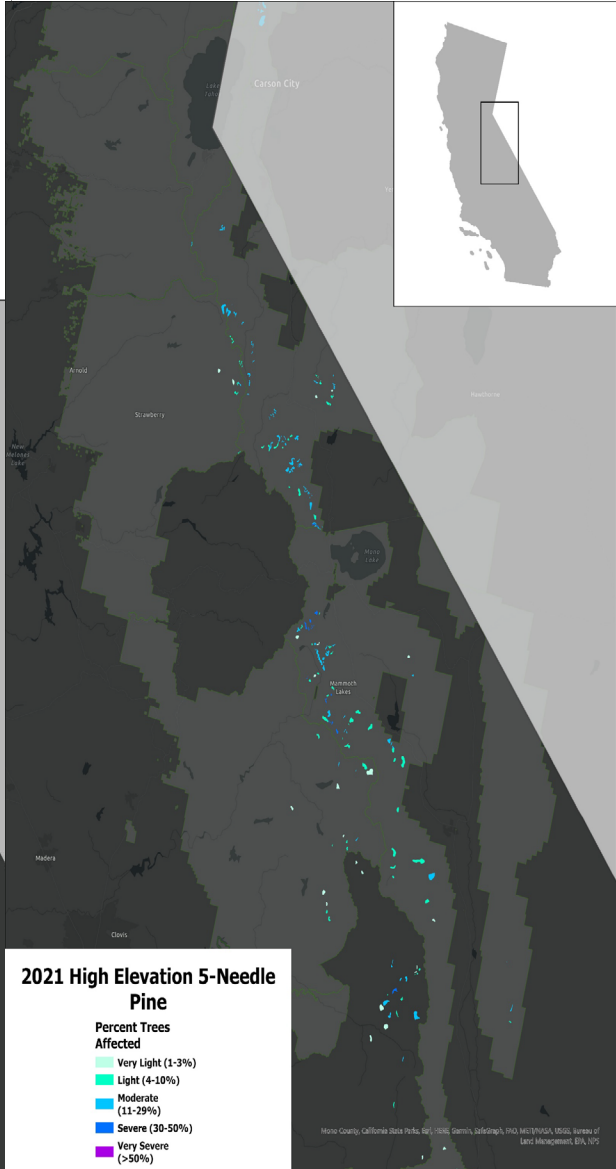 Carson City
Lake
Arnold
Strawberry
Hawthorne
New
Melones
Lake
Mono
Lake
Mammoth
Lakes
Madera
Clovis
2021 High Elevation 5-Needle
Pine
Percent Trees
Affected
Very Light (1-3%)
Light (4-10%)
Moderate
(11-29%)
Severe (30-50%)
Very Severe
(>50%)
Mono County, California State Parks, Esri, HERE, Garmin, SafeGraph, FAO, METI/NASA, USGS, Bureau of
Land Management, EPA, NPS